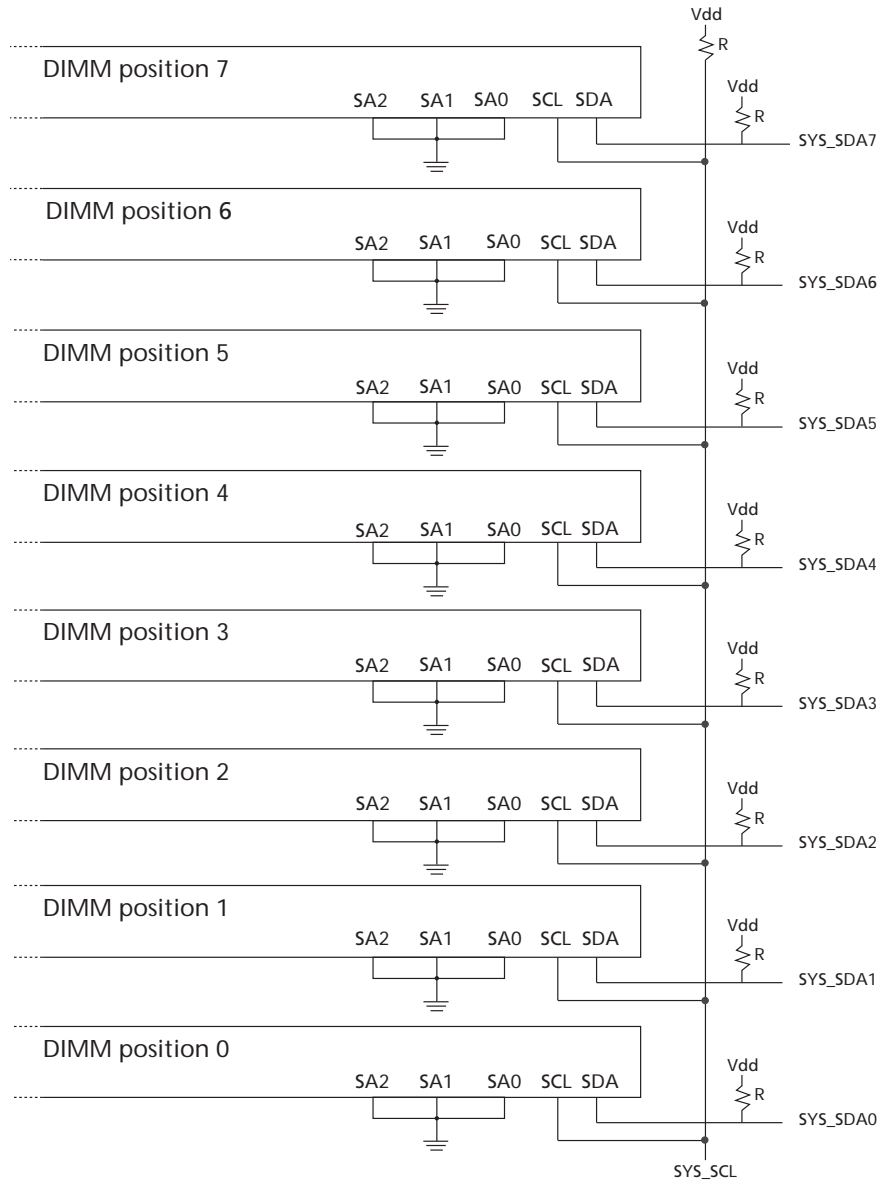 Vdd
R
DIMM position 7
SA2 SA1 SA0 SCL SDA
Vdd
R
SYS_SDA7
DIMM position 6
SA2 SA1 SA0 SCL SDA
Vdd
R
SYS_SDA6
DIMM position 5
SA2 SA1 SA0 SCL SDA
Vdd
R
SYS_SDA5
DIMM position 4
SA2 SA1 SA0 SCL SDA
Vdd
R
SYS_SDA4
DIMM position 3
SA2 SA1 SA0 SCL SDA
Vdd
R
SYS_SDA3
DIMM position 2
SA2 SA1 SA0 SCL SDA
Vdd
R
SYS_SDA2
DIMM position 1
SA2 SA1 SA0 SCL SDA
Vdd
R
SYS_SDA1
DIMM position 0
SA2 SA1 SA0 SCL SDA
Vdd
R
SYS_SDA0
SYS_SCL